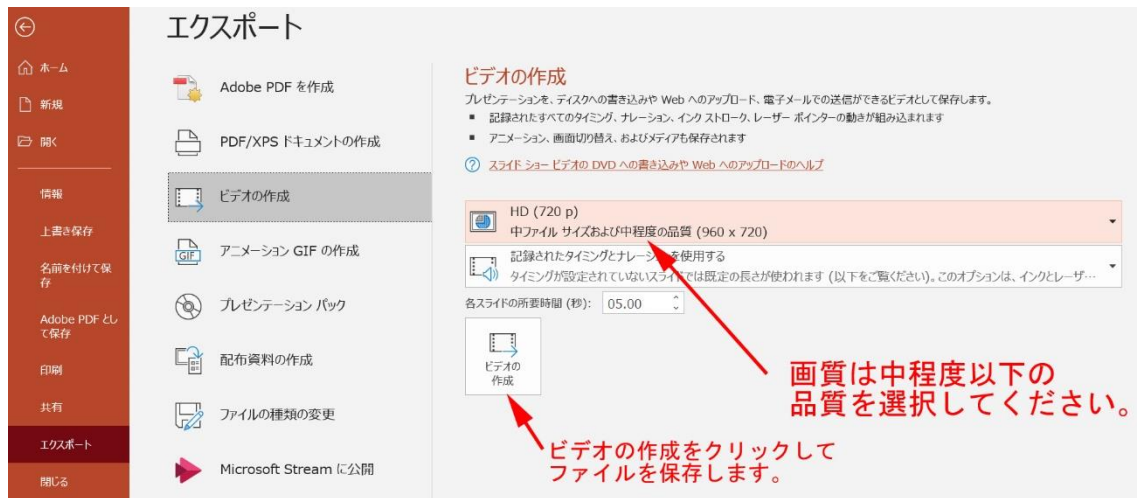 エクスポート
ホーム
新規
開く
情報
上書き保存
名前を付けて保
存
Adobe PDF とし
て保存
印刷
共有
エクスポート
閉じる
Adobe PDF を作成
PDF/XPS ドキュメントの作成
ビデオの作成
GIF
アニメーション GIF の作成
プレゼンテーション パック
配布資料の作成
ファイルの種類の変更
Microsoft Stream に公開
ビデオの作成
プレゼンテーションを、ディスクへの書き込みや Web へのアップロード、電子メールでの送信ができるビデオとして保存します。
▪ 記録されたすべてのタイミング、ナレーション、インク ストローク、レーザー ポインターの動きが組み込まれます
▪ アニメーション、画面切り替え、およびメディアも保存されます
? スライド ショー ビデオの DVD への書き込みや Web へのアップロードのヘルプ
HD (720 p)
中ファイル サイズおよび中程度の品質 (960 x 720)
記録されたタイミングとナレーションを使用する
タイミングが設定されていないスライドでは既定の長さが使われます (以下をご覧ください)。このオプションは、インクとレーザ…
各スライドの所要時間 (秒): 05.00
ビデオの
作成
画質は中程度以下の
品質を選択してください。
ビデオの作成をクリックして
ファイルを保存します。